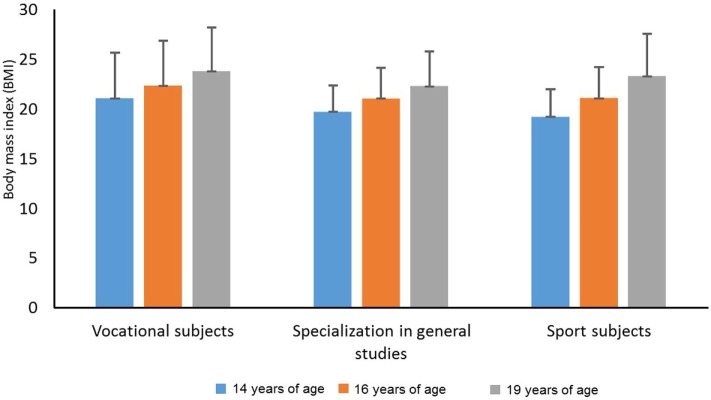 Body mass index (BMI)
30
25
20
15
10
5
0
Vocational subjects
Specialization in general
studies
Sport subjects
14 years of age
16 years of age
19 years of age